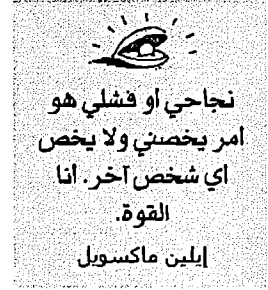 نجاحي او فشلي هو
امر يخصني ولا يخص
اي شخص آخر. انا
القوة.
إيلين ماكسويل